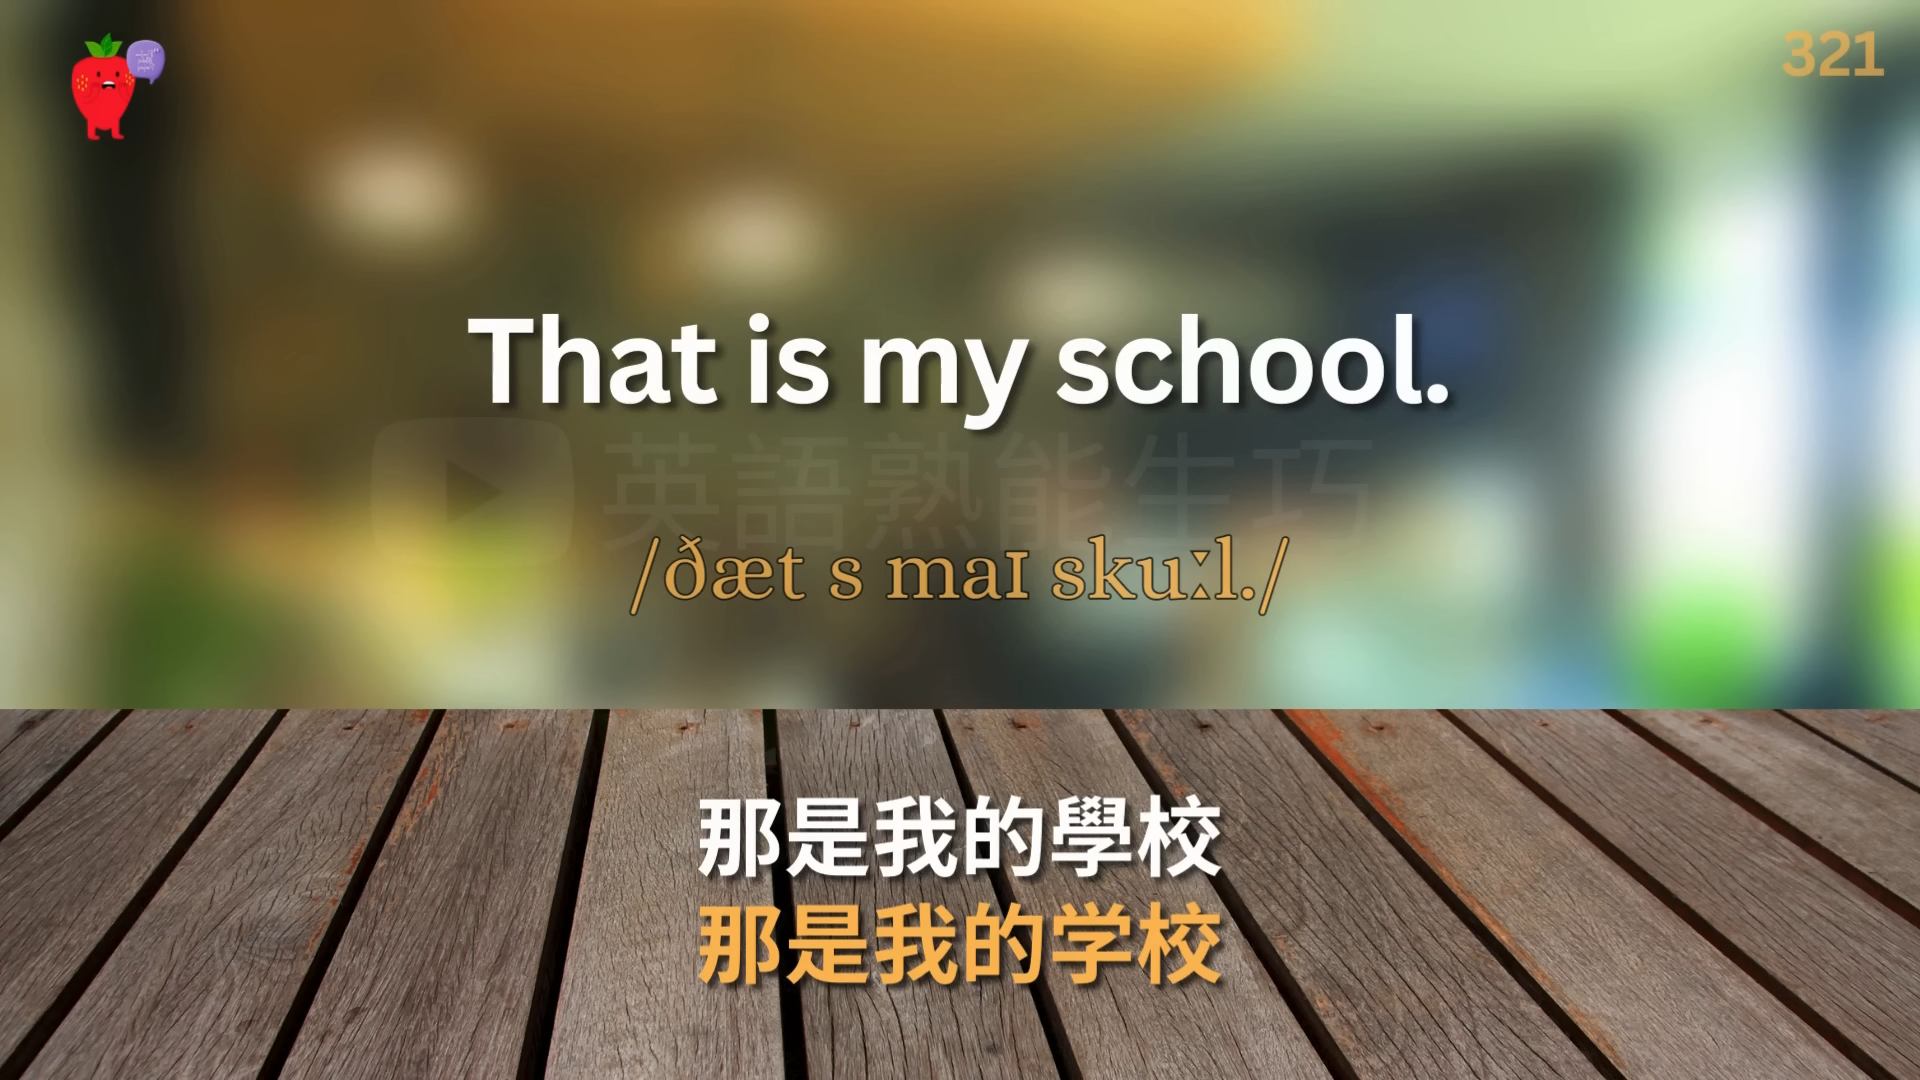 321
That is my school.
英語熟能生巧
/ðæt s maɪ skuːl./
那是我的學校
那是我的学校